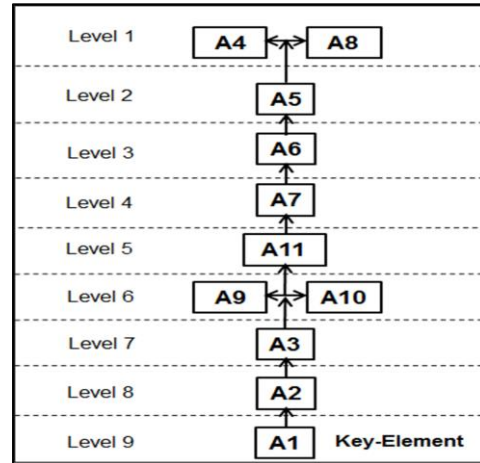 Level 1 A4 A8
Level 2 A5
Level 3 A6
Level 4 A7
Level 5 A11
Level 6 A9 A10
Level 7 A3
Level 8 A2
Level 9 A1 Key-Element